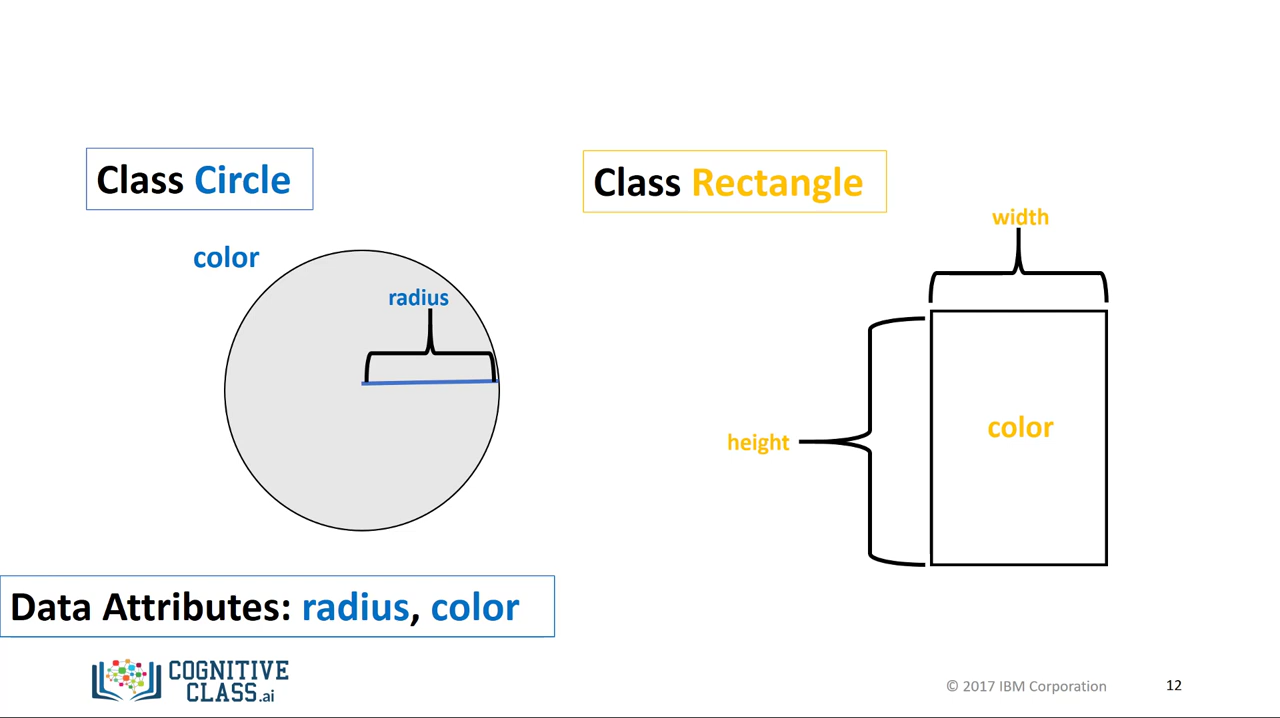 Class Circle
Class Rectangle
width
color
radius
color
height
Data Attributes: radius, color
COGNITIVE
CLASS.ai
© 2017 IBM Corporation
12